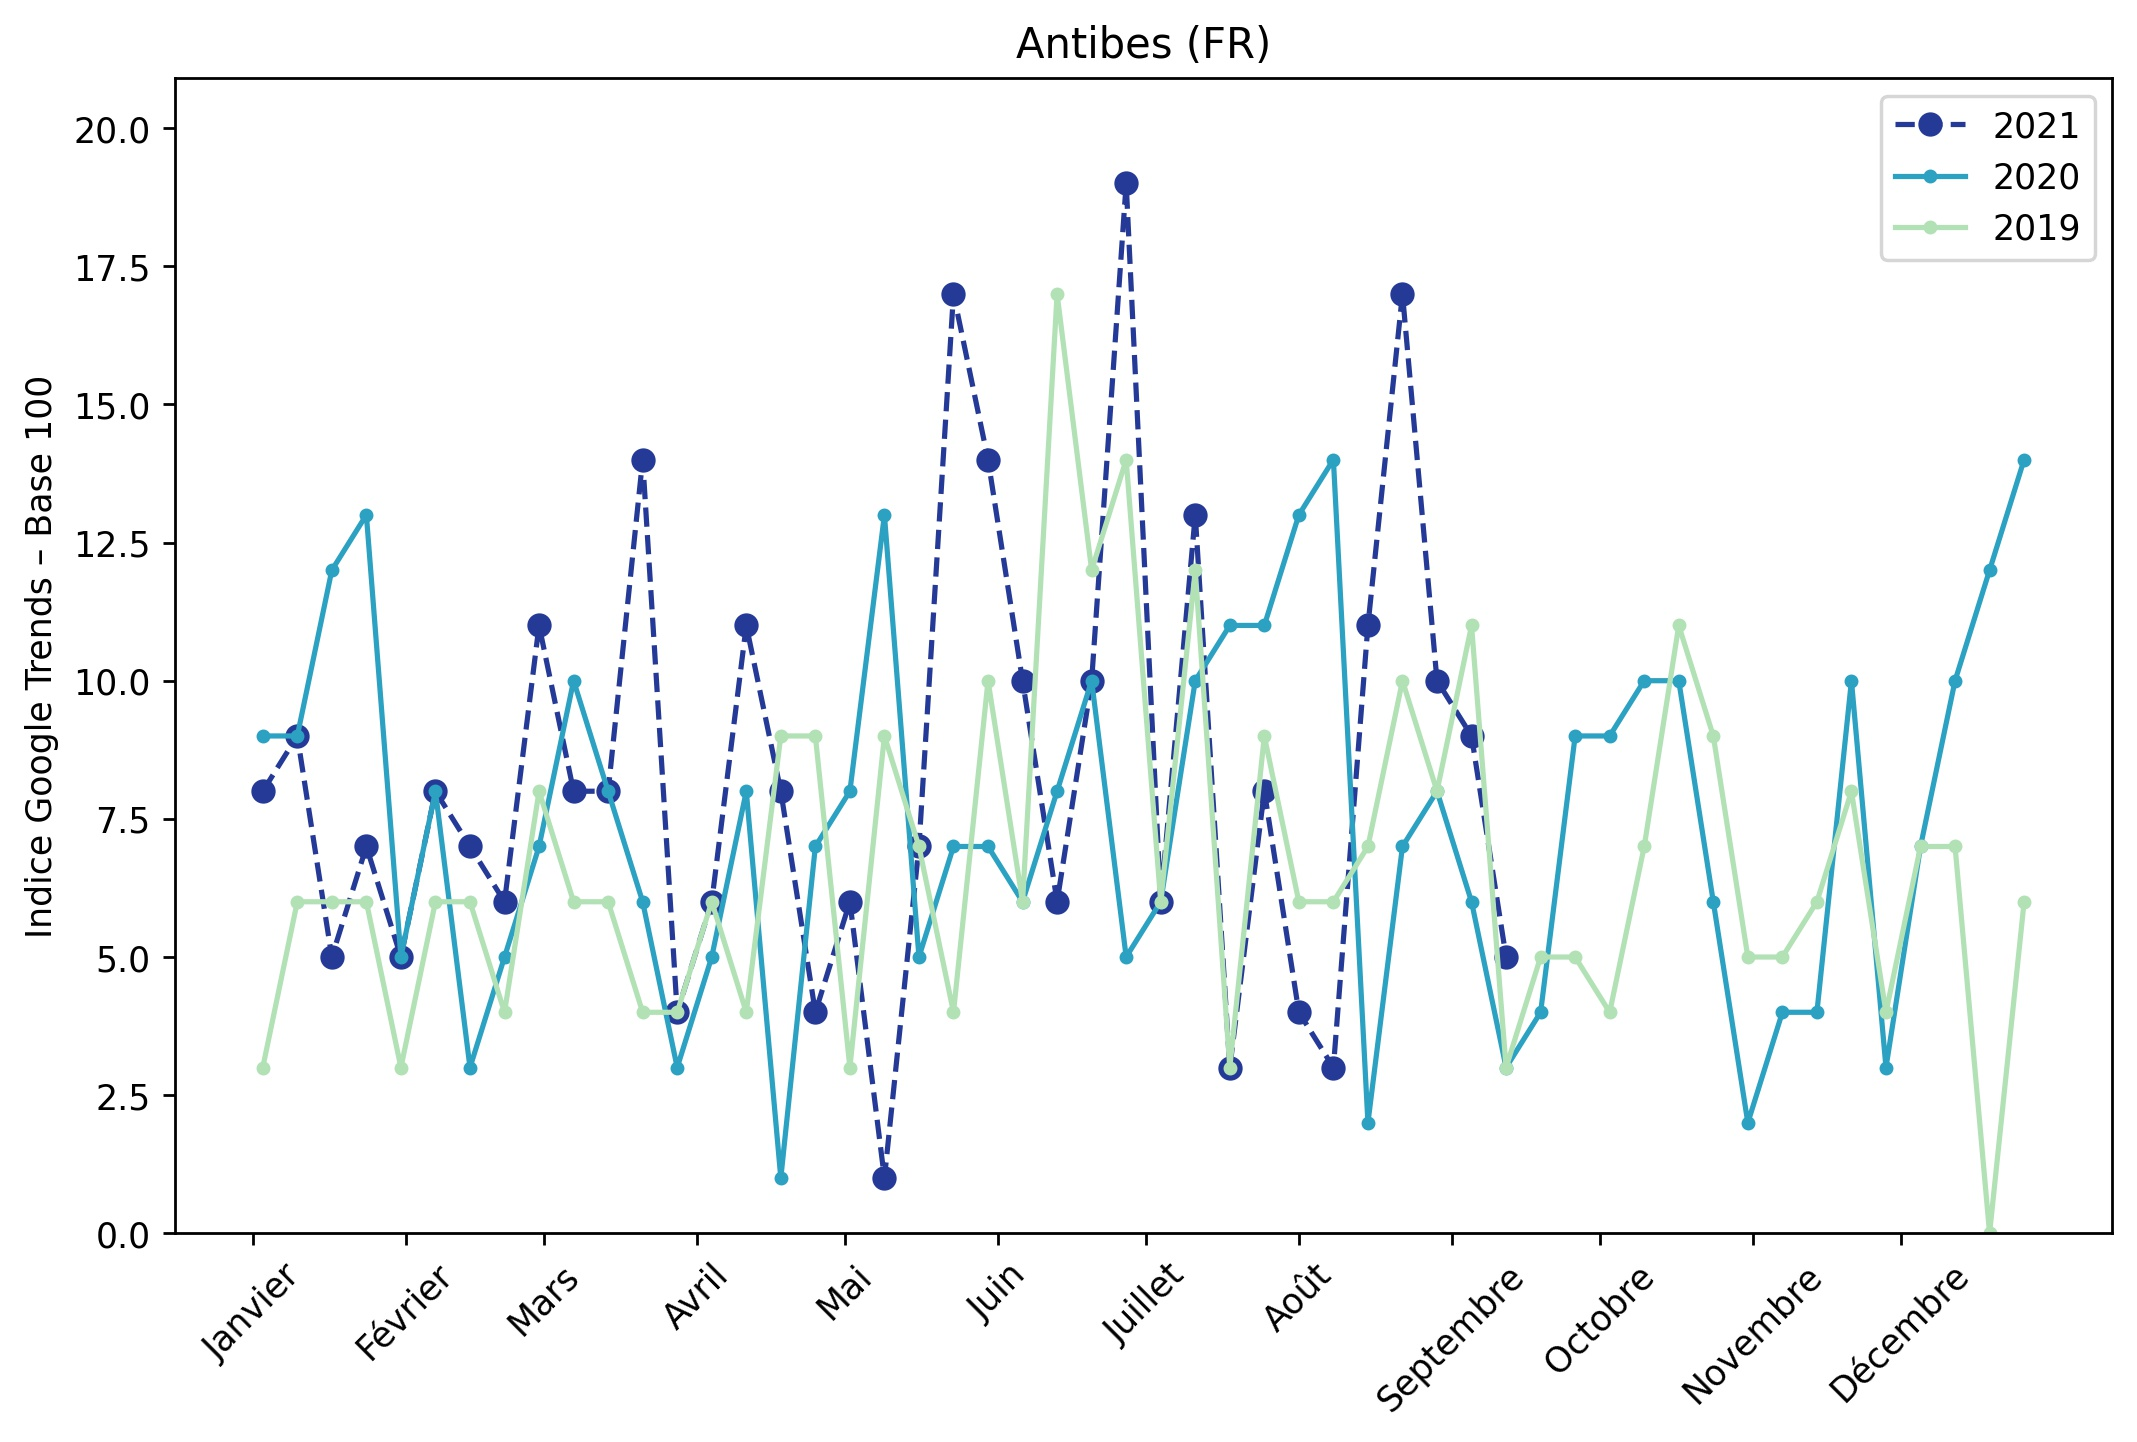 Antibes (FR)
Indice Google Trends – Base 100
20.0
17.5
15.0
12.5
10.0
7.5
5.0
2.5
0.0
2021
2020
2019
Janvier
Février
Mars
Avril
Mai
Juin
Juillet
Août
Septembre
Octobre
Novembre
Décembre